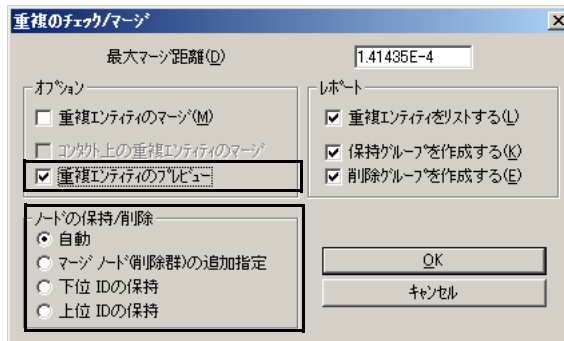 重複のチェック/マージ
最大マージ距離(D) 1.41435E-4
オプション
重複エンティティのマージ(M)
コンタクト上の重複エンティティのマージ
重複エンティティのプレビュー
レポート
重複エンティティをリストする(L)
保持グループを作成する(K)
削除グループを作成する(E)
ノードの保持/削除
自動
マージ ノード(削除群)の追加指定
下位 IDの保持
上位 IDの保持
OK
キャンセル